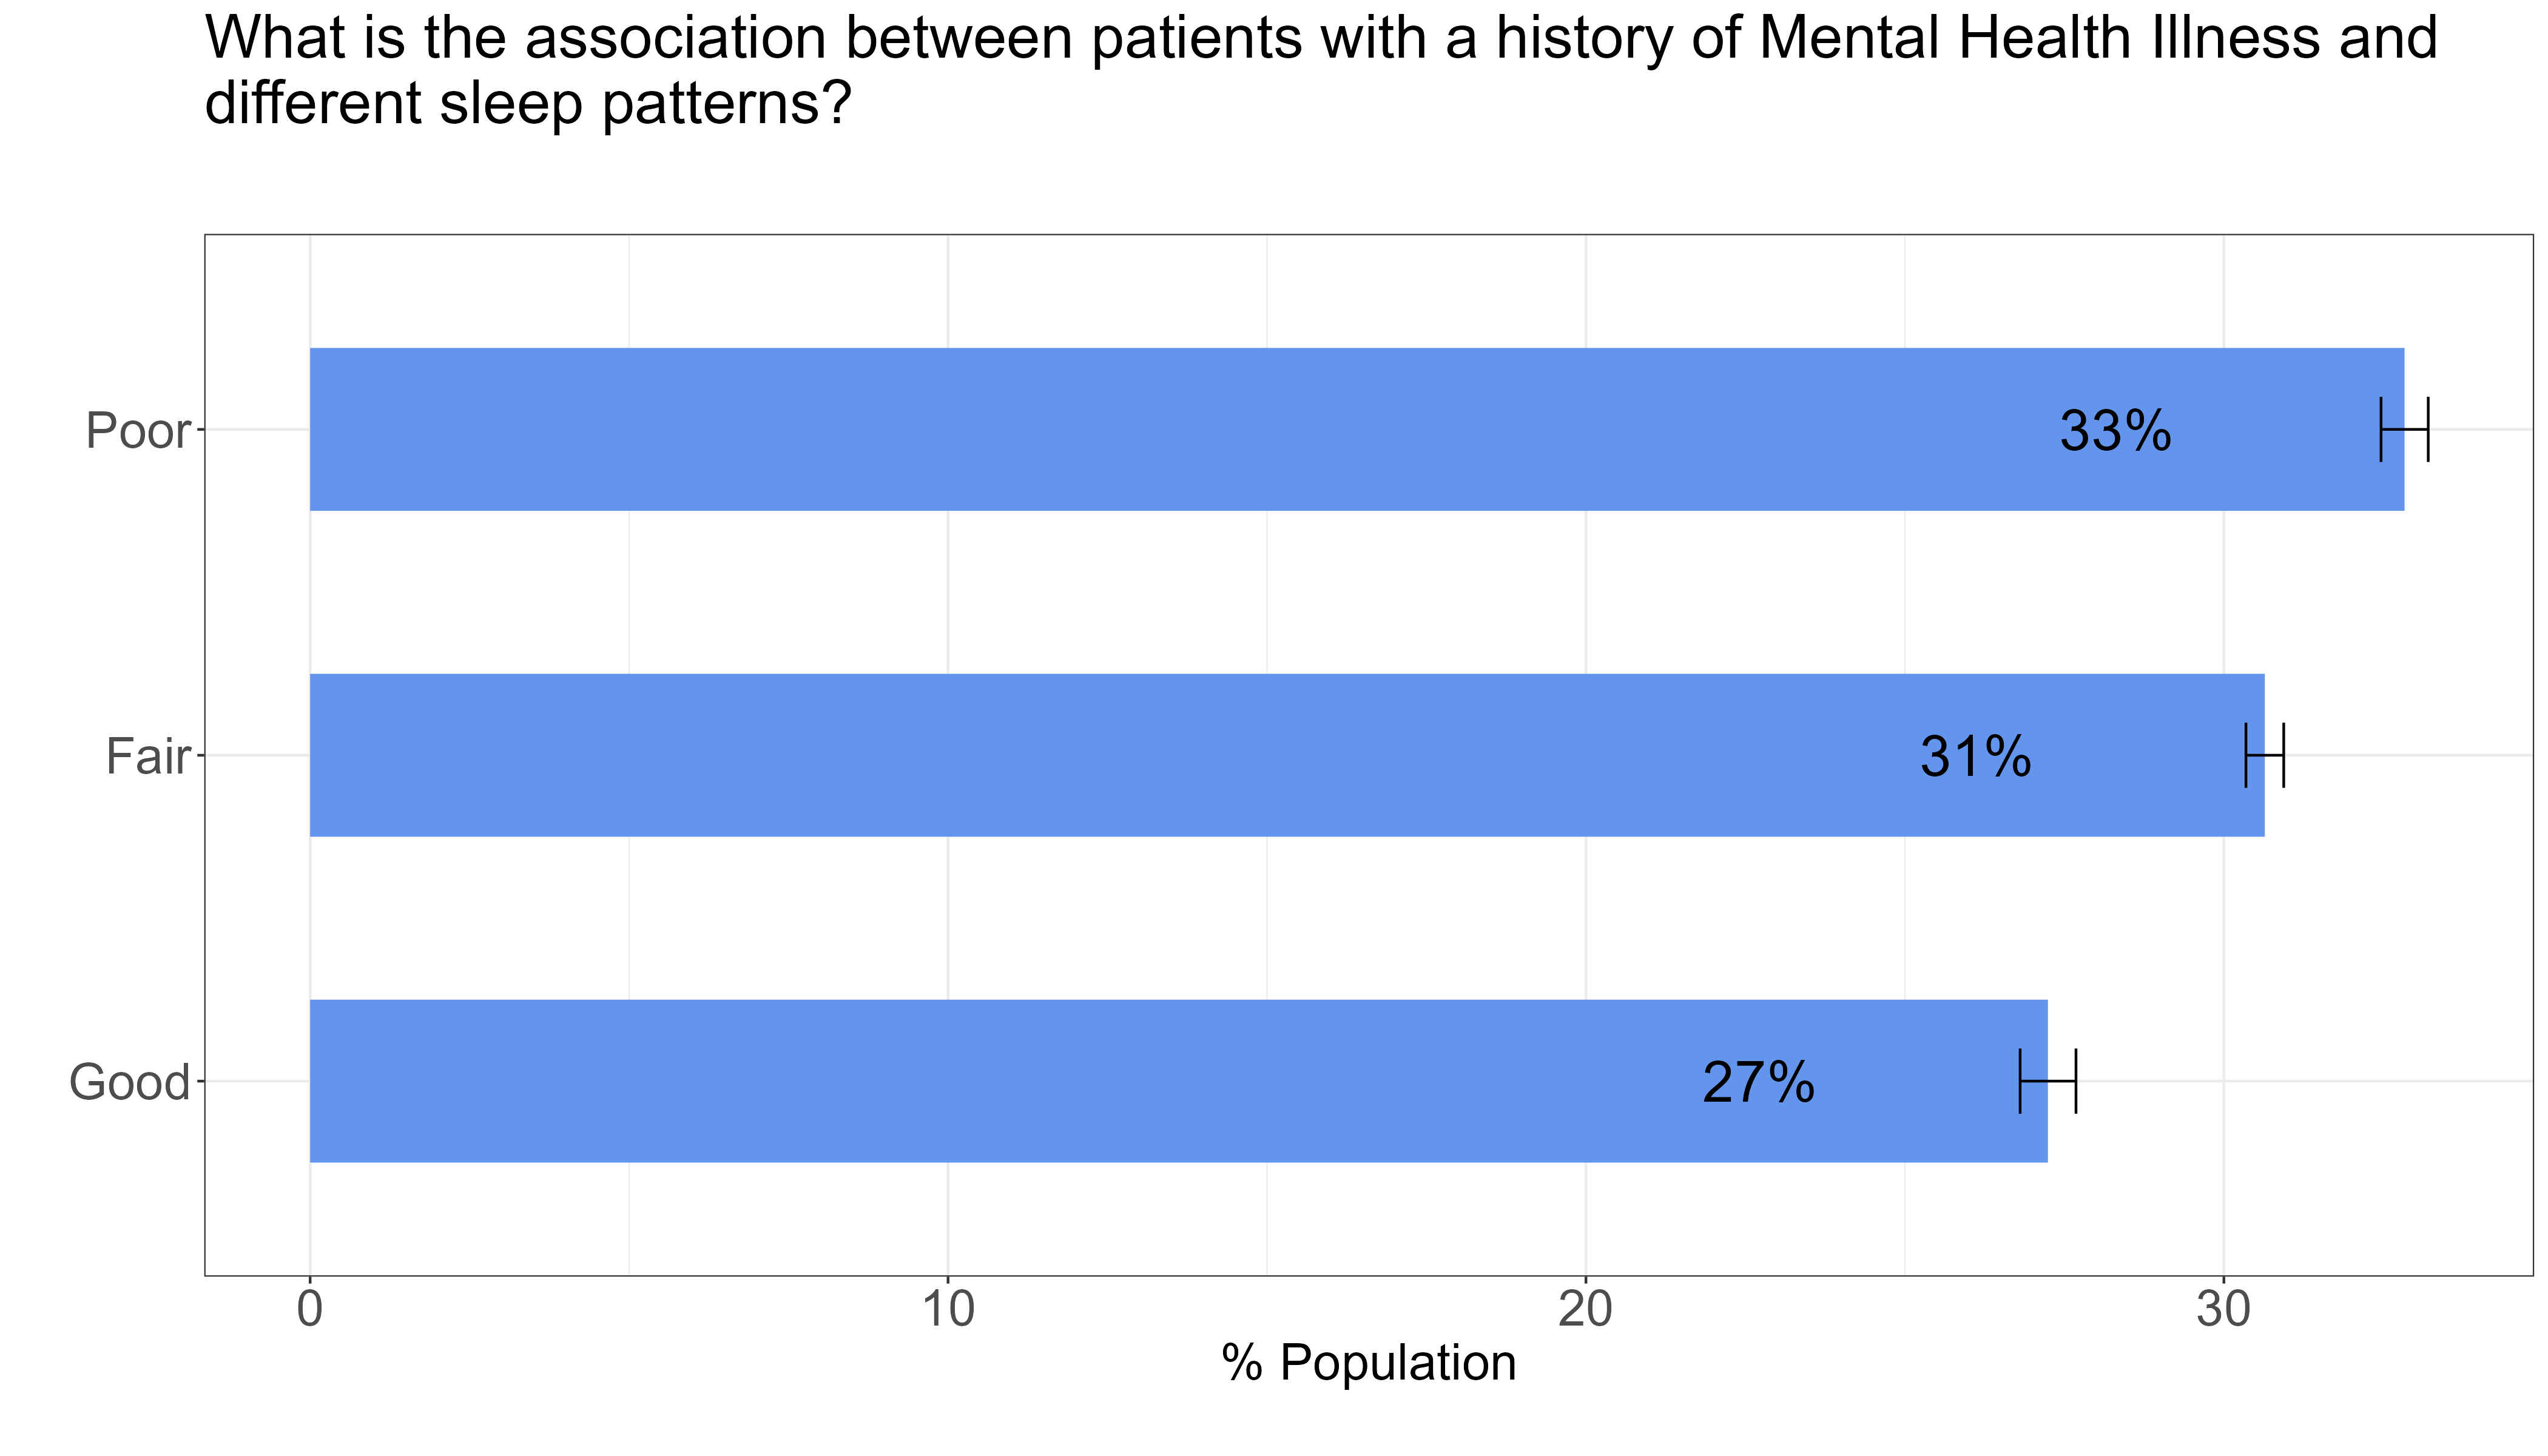 What is the association between patients with a history of Mental Health Illness and
different sleep patterns?
Poor
33%
Fair
31%
Good
27%
0 10 20 30
% Population